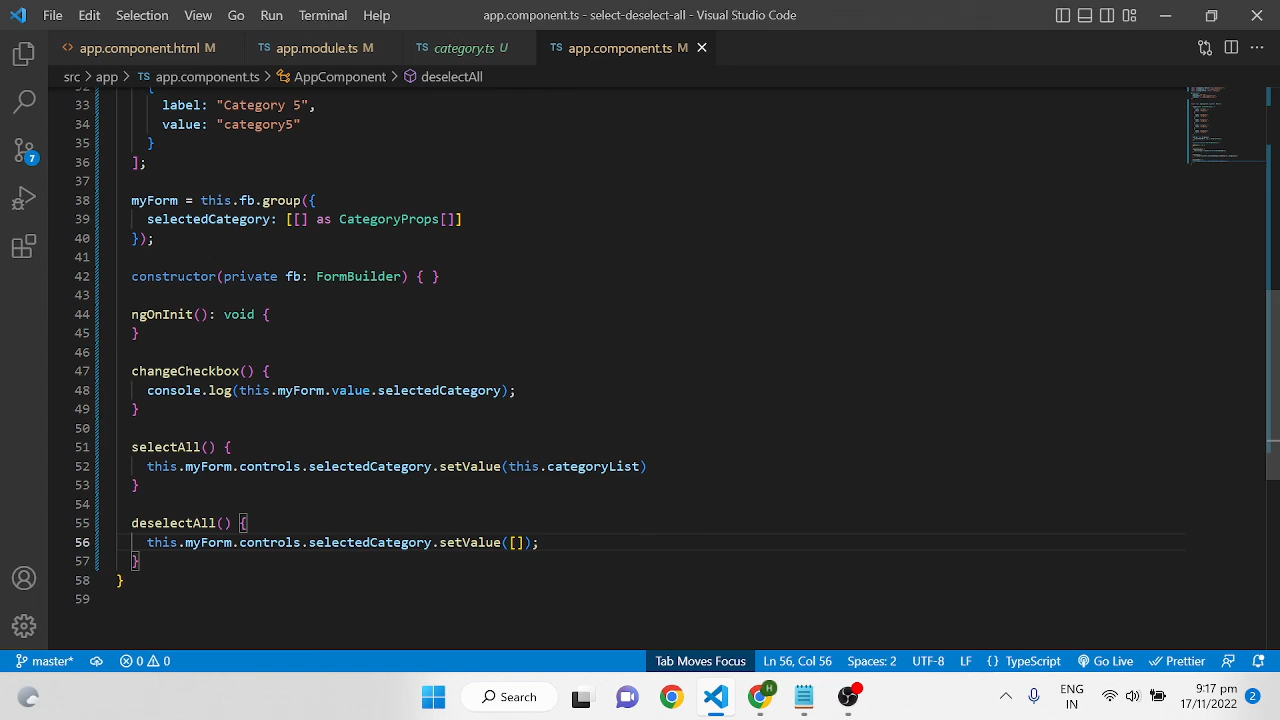 File Edit Selection View Go Run Terminal Help app.component.ts - select-deselect-all - Visual Studio Code
app.component.html M TS app.module.ts M TS category.ts U TS app.component.ts M
src > app > TS app.component.ts > AppComponent > deselectAll
32 {
33 label: "Category 5",
34 value: "category5"
35 }
36 ];
37
38 myForm = this.fb.group({
39 selectedCategory: [[] as CategoryProps[]]
40 });
41
42 constructor(private fb: FormBuilder) { }
43
44 ngOnInit(): void {
45 }
46
47 changeCheckbox() {
48 console.log(this.myForm.value.selectedCategory);
49 }
50
51 selectAll() {
52 this.myForm.controls.selectedCategory.setValue(this.categoryList)
53 }
54
55 deselectAll() {
56 this.myForm.controls.selectedCategory.setValue([]);
57 }
58 }
59
7
master* 0 0 Tab Moves Focus Ln 56, Col 56 Spaces: 2 UTF-8 LF {} TypeScript Go Live Prettier
Search H ENG IN 9:17 pm 17/11/2022 2